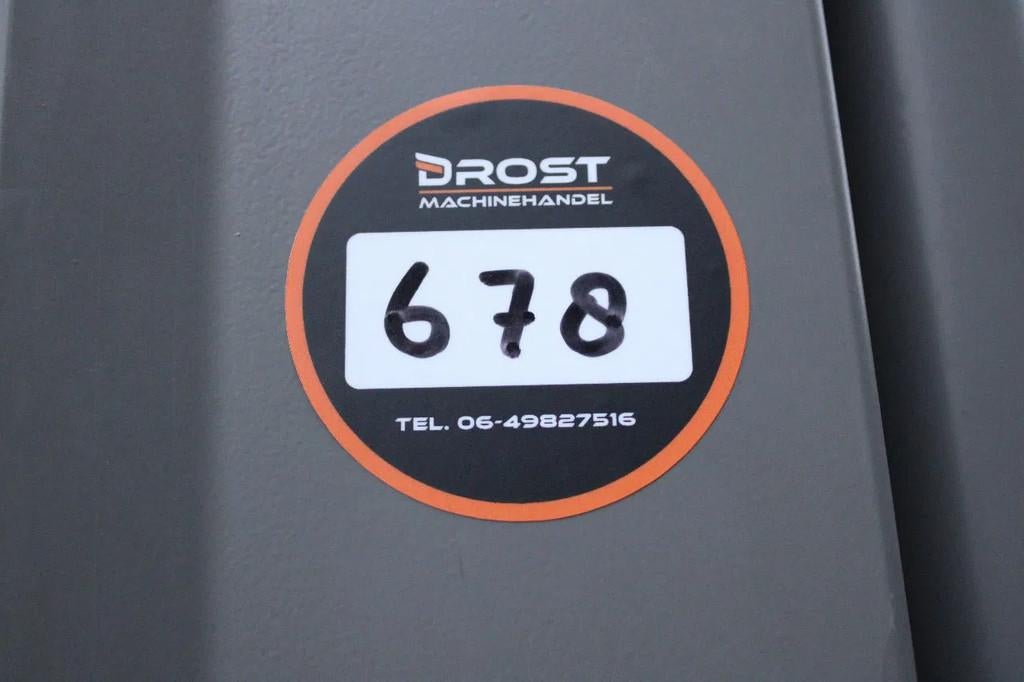 DROST
MACHINEHANDEL
678
TEL. 06-49827516